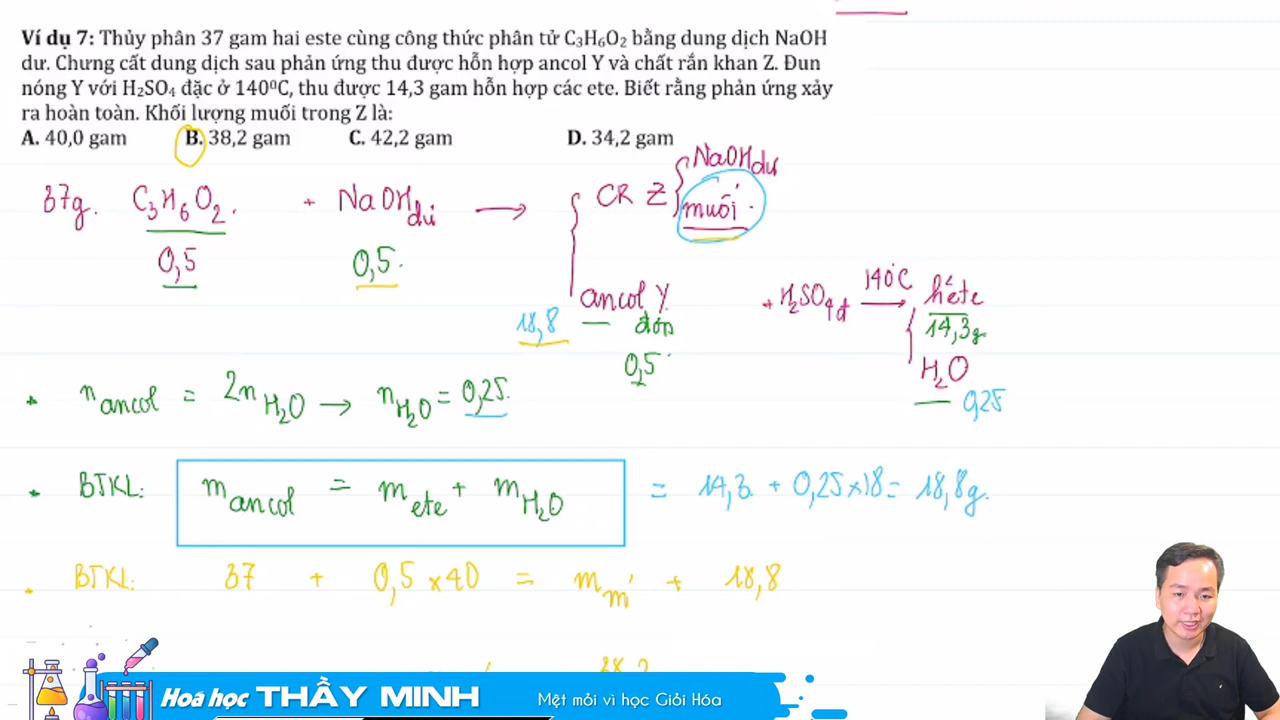 Ví dụ 7: Thủy phân 37 gam hai este cùng công thức phân tử C₃H₆O₂ bằng dung dịch NaOH
dư. Chưng cất dung dịch sau phản ứng thu được hỗn hợp ancol Y và chất rắn khan Z. Đun
nóng Y với H₂SO₄ đặc ở 140⁰C, thu được 14,3 gam hỗn hợp các ete. Biết rằng phản ứng xảy
ra hoàn toàn. Khối lượng muối trong Z là:
A. 40,0 gam B. 38,2 gam C. 42,2 gam D. 34,2 gam
37g. C₃H₆O₂. + NaOH dư → CR Z { NaOH dư
muối.
0,5 0,5.
ancol Y + H₂SO₄đ 140°C → h² ete
18,8 đơn 14,3g
0,5 H₂O
0,25
n ancol = 2n H₂O → n H₂O = 0,25.
BTKL: m ancol = m ete + m H₂O = 14,3 + 0,25×18 = 18,8g.
BTKL: 37 + 0,5×40 = m m' + 18,8
38,2
Hoá học THẦY MINH Mệt mỏi vì học Giỏi Hóa